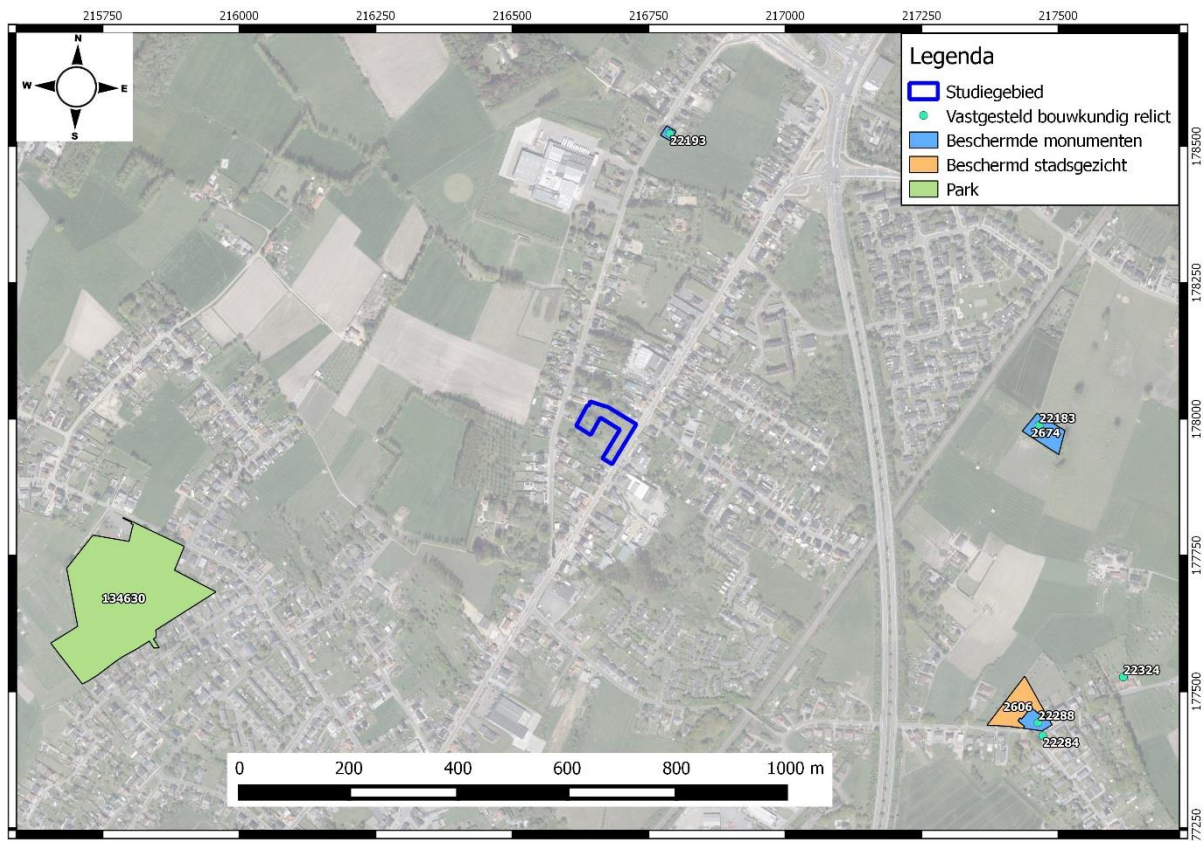 215750 216000 216250 216500 216750 217000 217250 217500
N
W E
S
Legenda
Studiegebied
Vastgesteld bouwkundig relict
Beschermde monumenten
Beschermd stadsgezicht
Park
22193
178500
178250
22183
178000
2674
177750
134630
22324
177500
2606
22288
22284
0 200 400 600 800 1000 m
177250